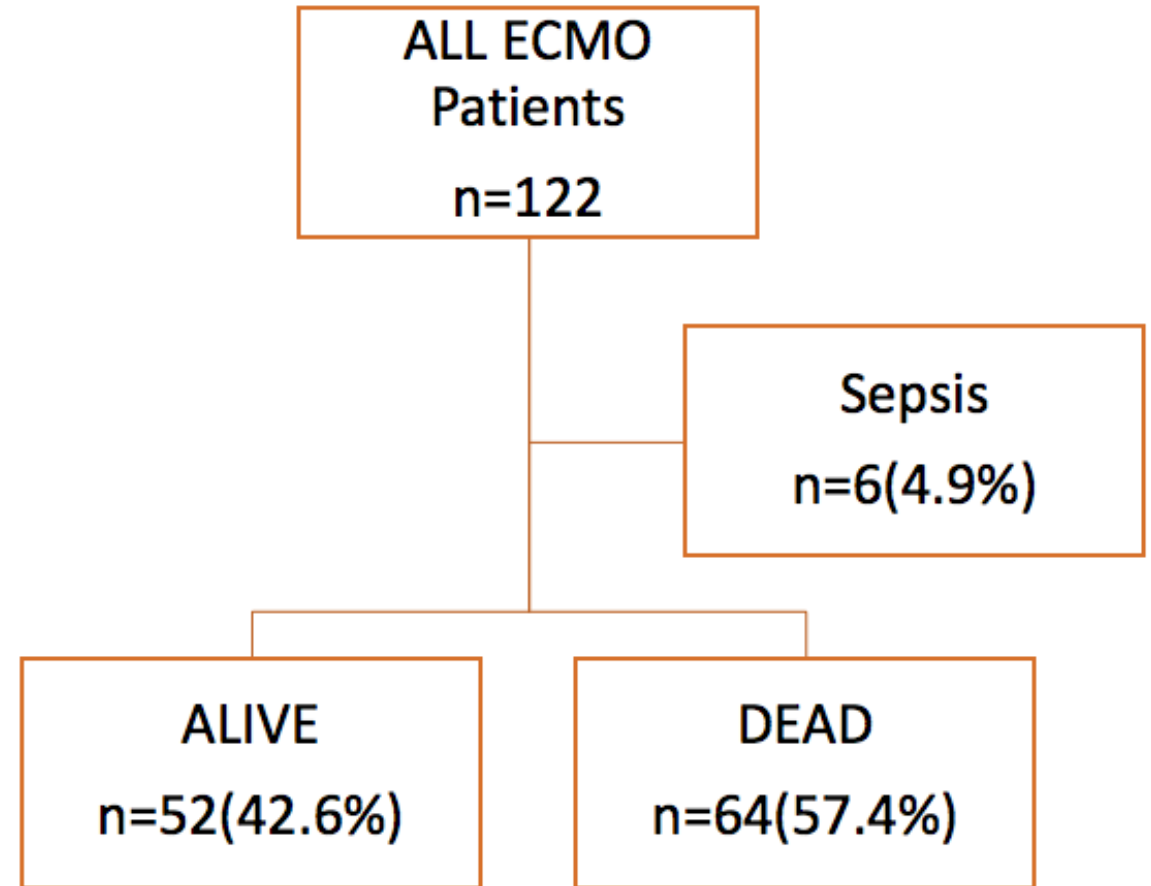 ALL ECMO
Patients
n=122
Sepsis
n=6(4.9%)
ALIVE
n=52(42.6%)
DEAD
n=64(57.4%)